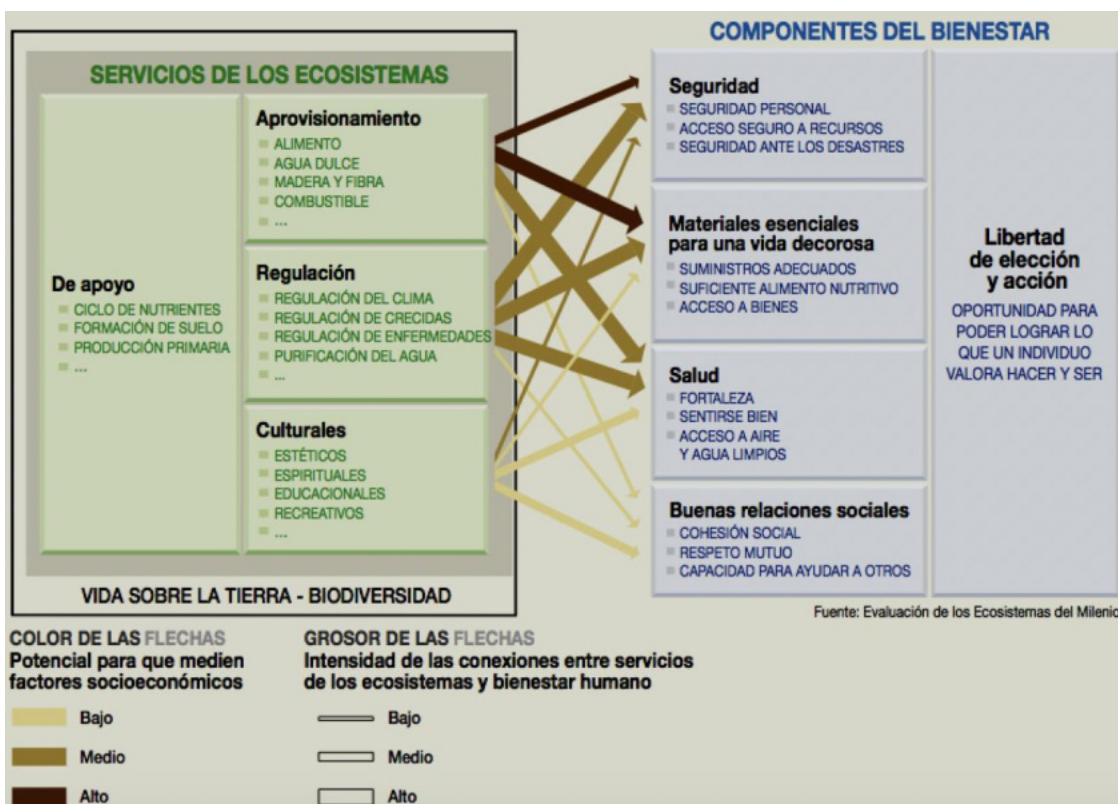 COMPONENTES DEL BIENESTAR
SERVICIOS DE LOS ECOSISTEMAS
De apoyo
CICLO DE NUTRIENTES
FORMACIÓN DE SUELO
PRODUCCIÓN PRIMARIA
...
Aprovisionamiento
ALIMENTO
AGUA DULCE
MADERA Y FIBRA
COMBUSTIBLE
...
Regulación
REGULACIÓN DEL CLIMA
REGULACIÓN DE CRECIDAS
REGULACIÓN DE ENFERMEDADES
PURIFICACIÓN DEL AGUA
...
Culturales
ESTÉTICOS
ESPIRITUALES
EDUCACIONALES
RECREATIVOS
...
VIDA SOBRE LA TIERRA - BIODIVERSIDAD
Seguridad
SEGURIDAD PERSONAL
ACCESO SEGURO A RECURSOS
SEGURIDAD ANTE LOS DESASTRES
Materiales esenciales
para una vida decorosa
SUMINISTROS ADECUADOS
SUFICIENTE ALIMENTO NUTRITIVO
ACCESO A BIENES
Salud
FORTALEZA
SENTIRSE BIEN
ACCESO A AIRE
Y AGUA LIMPIOS
Buenas relaciones sociales
COHESIÓN SOCIAL
RESPETO MUTUO
CAPACIDAD PARA AYUDAR A OTROS
Libertad
de elección
y acción
OPORTUNIDAD PARA
PODER LOGRAR LO
QUE UN INDIVIDUO
VALORA HACER Y SER
Fuente: Evaluación de los Ecosistemas del Milenio
COLOR DE LAS FLECHAS
Potencial para que medien
factores socioeconómicos
Bajo
Medio
Alto
GROSOR DE LAS FLECHAS
Intensidad de las conexiones entre servicios
de los ecosistemas y bienestar humano
Bajo
Medio
Alto